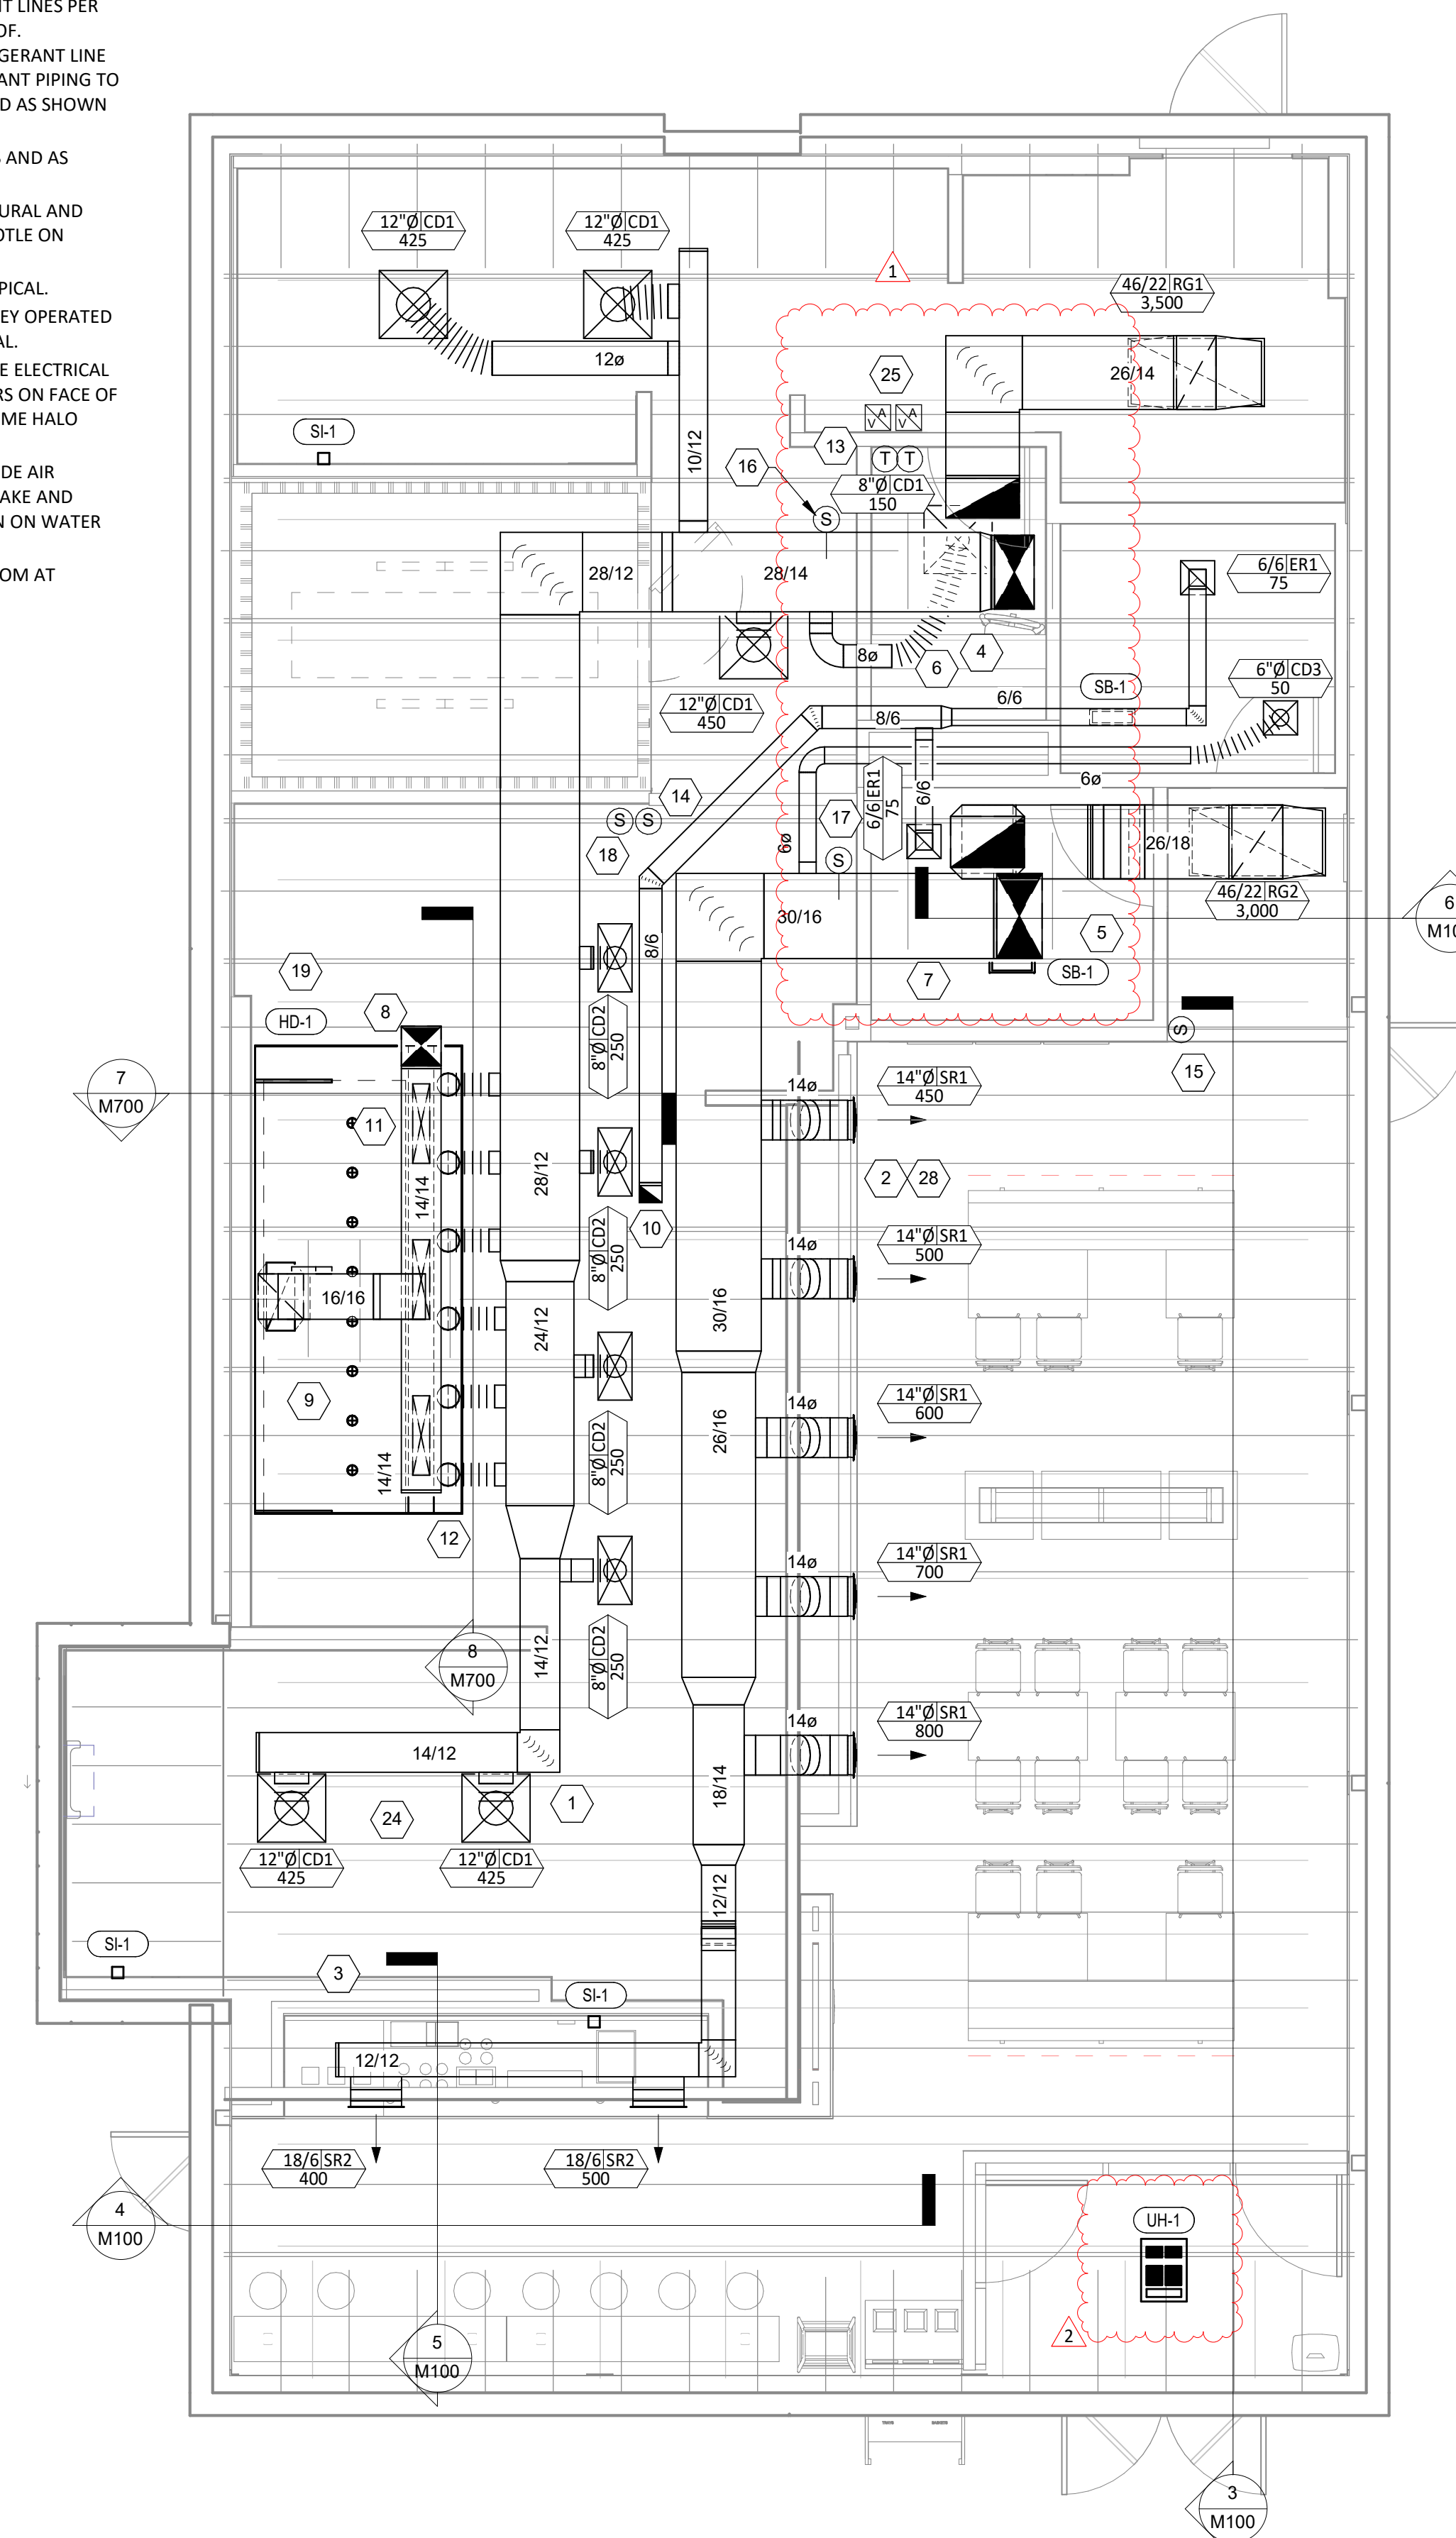 IT LINES PER
OF.
GERANT LINE
ANT PIPING TO
D AS SHOWN
AND AS
URAL AND
OTLE ON
PICAL.
EY OPERATED
AL.
E ELECTRICAL
RS ON FACE OF
ME HALO
DE AIR
AKE AND
N ON WATER
OM AT
12"Ø CD1
425
12"Ø CD1
425
1
46/22 RG1
3,500
12ø
26/14
25
V A
V A
SI-1
10/12
13
16
T T
8"Ø CD1
150
S
28/12
28/14
6/6 ER1
75
8ø
6
4
6"Ø CD3
50
SB-1
6/6
12"Ø CD1
450
8/6
6ø
14
S S
6/6 ER1
75
6/6
17
18
6ø
S
26/18
46/22 RG2
3,000
30/16
8/6
5
6
M10
19
7
SB-1
8
HD-1
8"Ø CD2
250
S
15
7
M700
14ø
14"Ø SR1
450
11
14/14
28/12
2
28
10
14ø
14"Ø SR1
500
8"Ø CD2
250
16/16
24/12
30/16
9
14ø
14"Ø SR1
600
26/16
8"Ø CD2
250
14/14
12
14ø
14"Ø SR1
700
8
M700
14/12
8"Ø CD2
250
14ø
14"Ø SR1
800
14/12
18/14
1
24
12"Ø CD1
425
12"Ø CD1
425
12/12
SI-1
3
SI-1
12/12
18/6 SR2
400
18/6 SR2
500
4
M100
UH-1
2
5
M100
3
M100